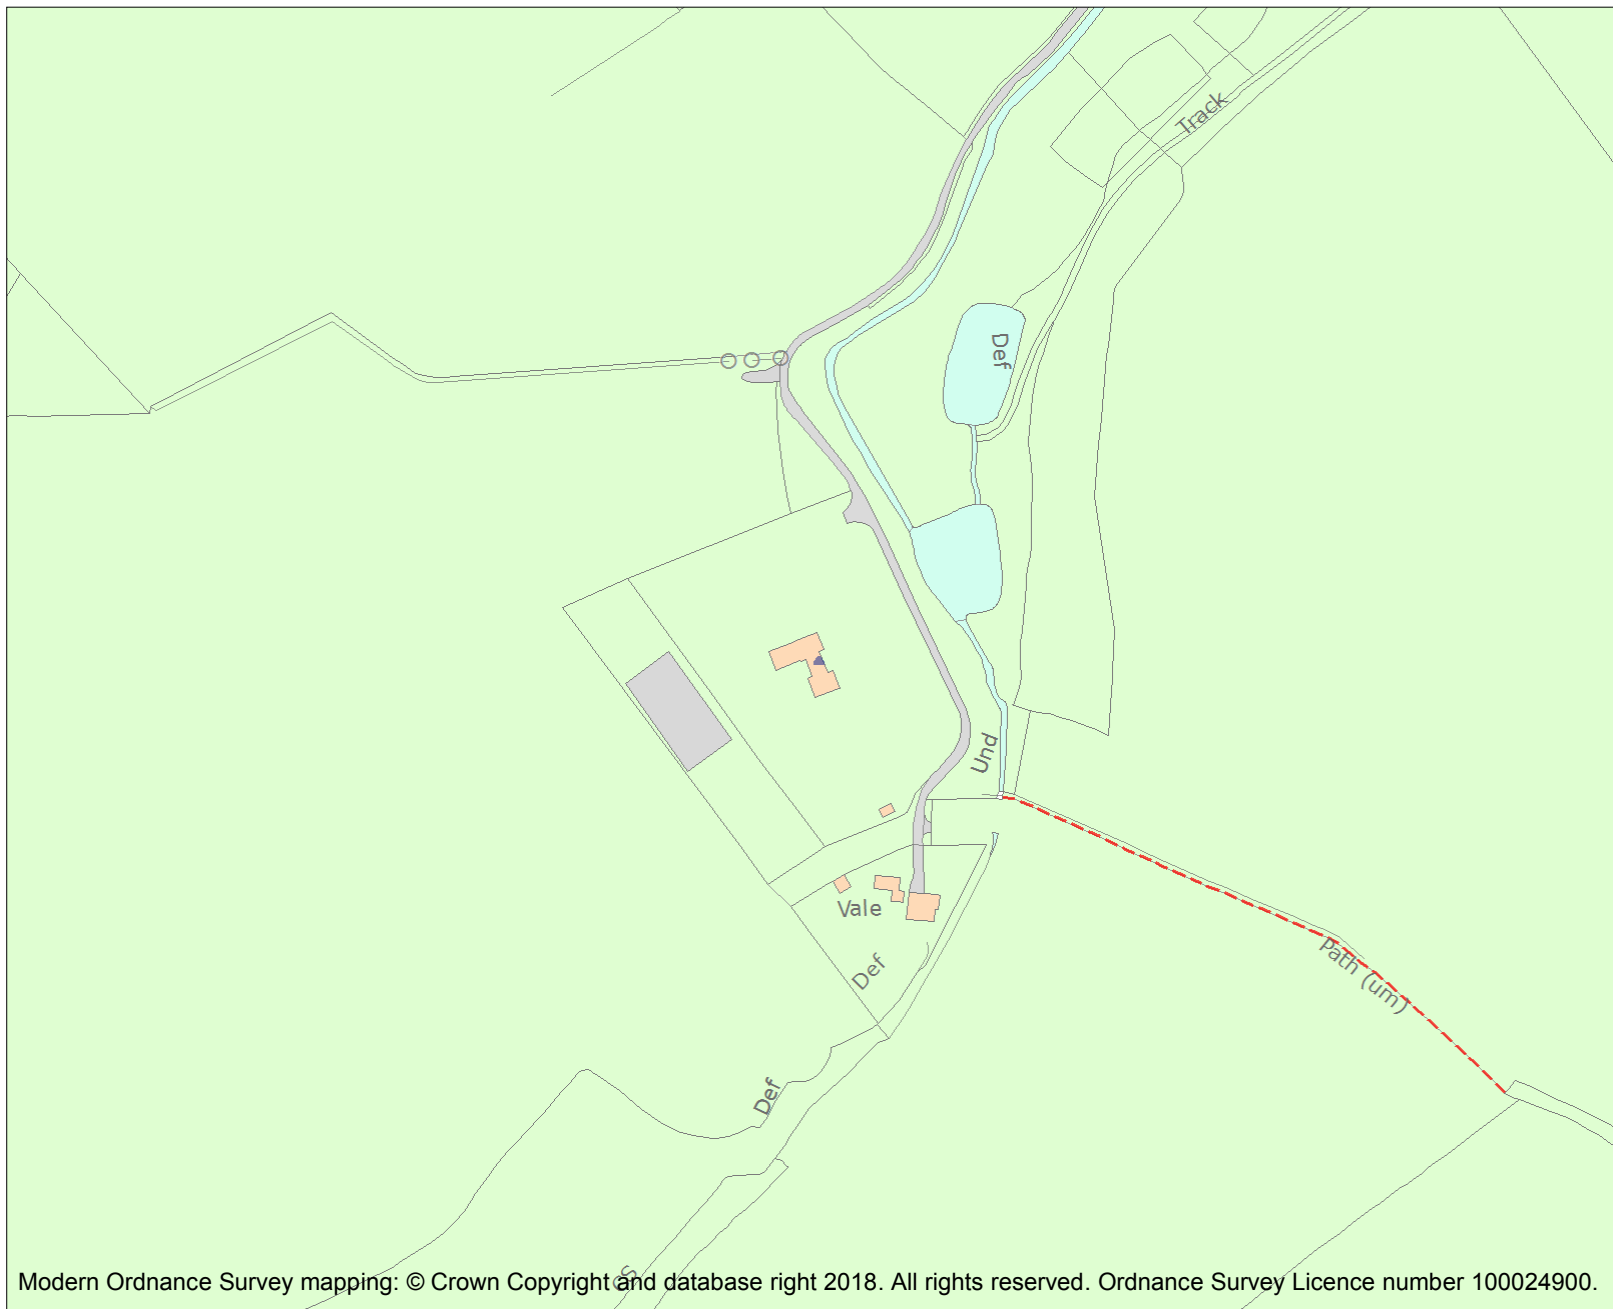 Track
Def
Und
Vale
Def
Path (um)
Def
CS
Modern Ordnance Survey mapping: © Crown Copyright and database right 2018. All rights reserved. Ordnance Survey Licence number 100024900.